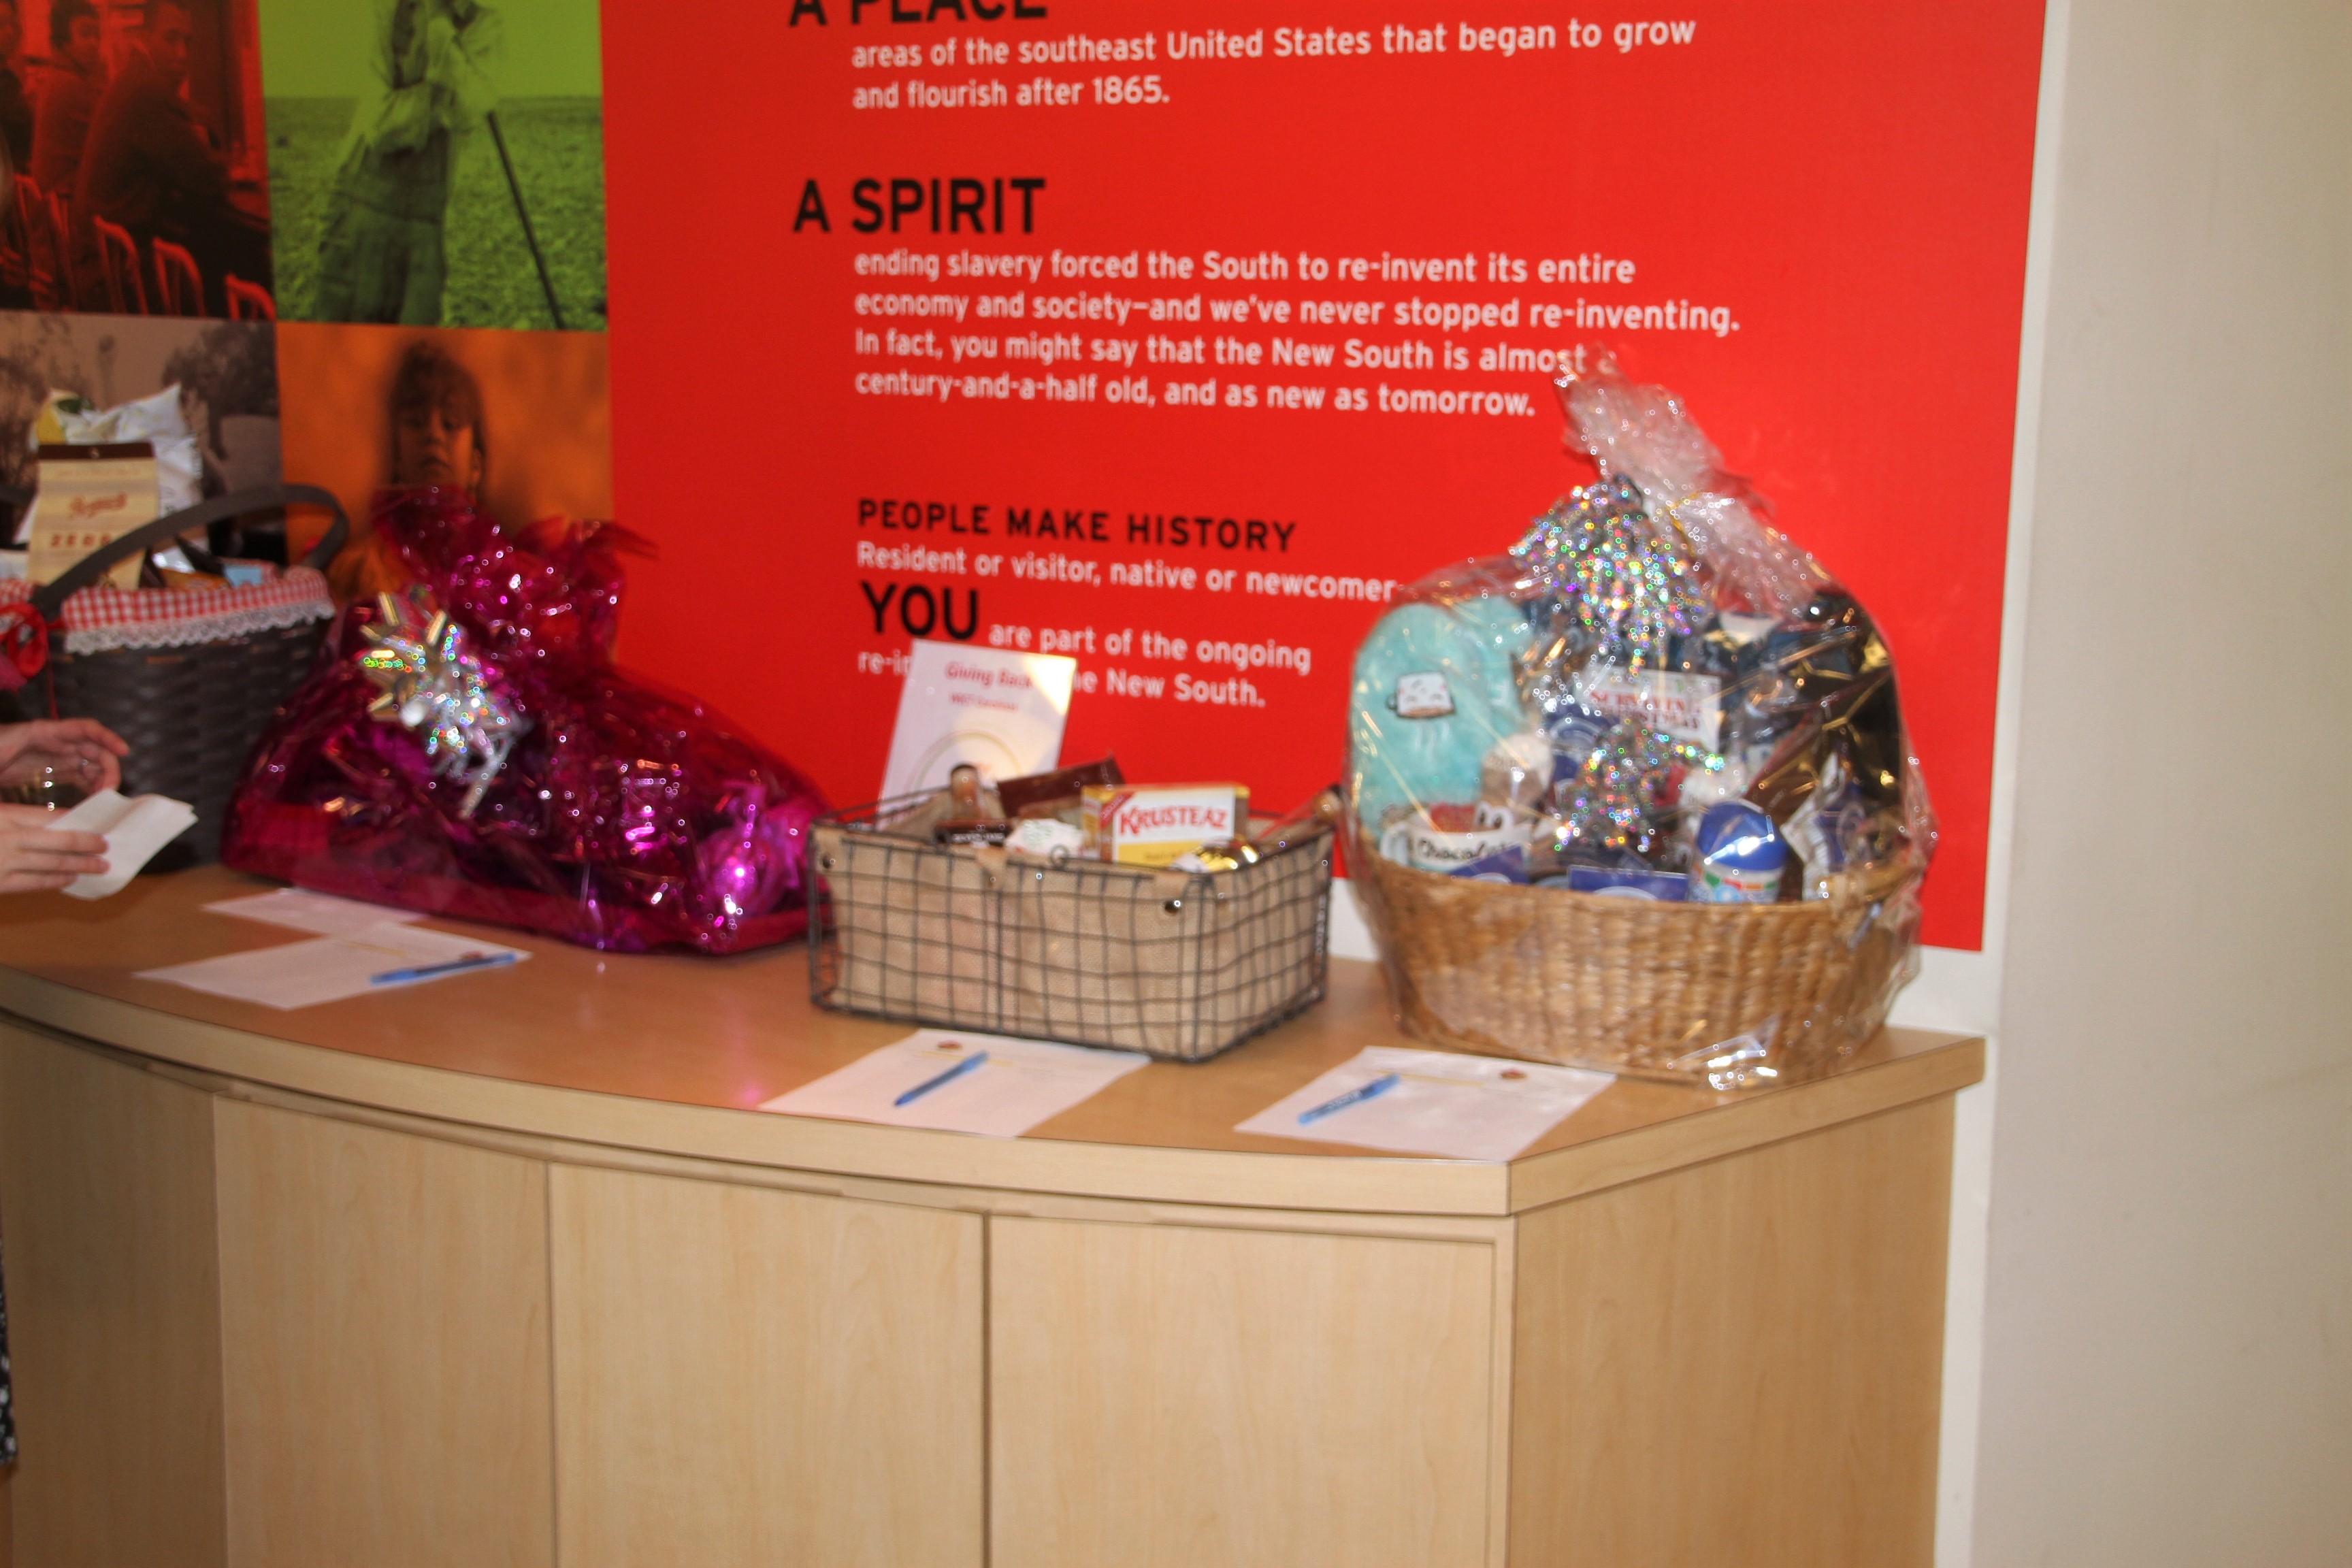 A PLACE
areas of the southeast United States that began to grow
and flourish after 1865.
A SPIRIT
ending slavery forced the South to re-invent its entire
economy and society—and we've never stopped re-inventing.
In fact, you might say that the New South is almost a
century-and-a-half old, and as new as tomorrow.
PEOPLE MAKE HISTORY
Resident or visitor, native or newcomer
YOU are part of the ongoing
New South.
Giving Back
KRUSTEAZ
Chocolate